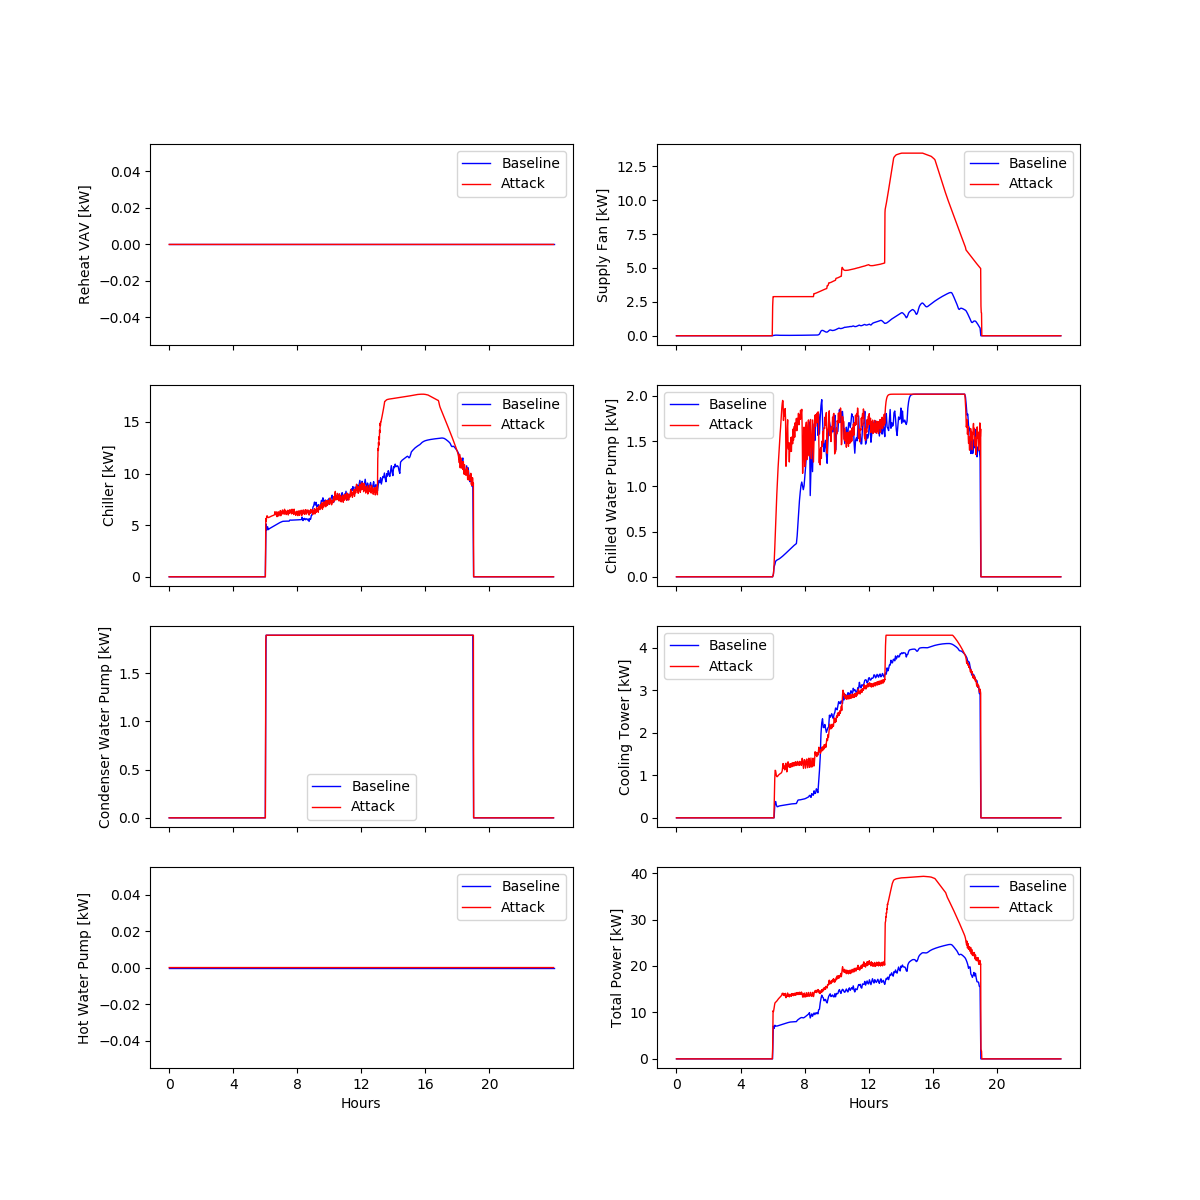 Reheat VAV [kW]
0.04
0.02
0.00
−0.02
−0.04
Baseline
Attack
Supply Fan [kW]
12.5
10.0
7.5
5.0
2.5
0.0
Baseline
Attack
Chiller [kW]
15
10
5
0
Baseline
Attack
Chilled Water Pump [kW]
2.0
1.5
1.0
0.5
0.0
Baseline
Attack
Condenser Water Pump [kW]
1.5
1.0
0.5
0.0
Baseline
Attack
Cooling Tower [kW]
4
3
2
1
0
Baseline
Attack
Hot Water Pump [kW]
0.04
0.02
0.00
−0.02
−0.04
Baseline
Attack
0 4 8 12 16 20
Hours
Total Power [kW]
40
30
20
10
0
Baseline
Attack
0 4 8 12 16 20
Hours